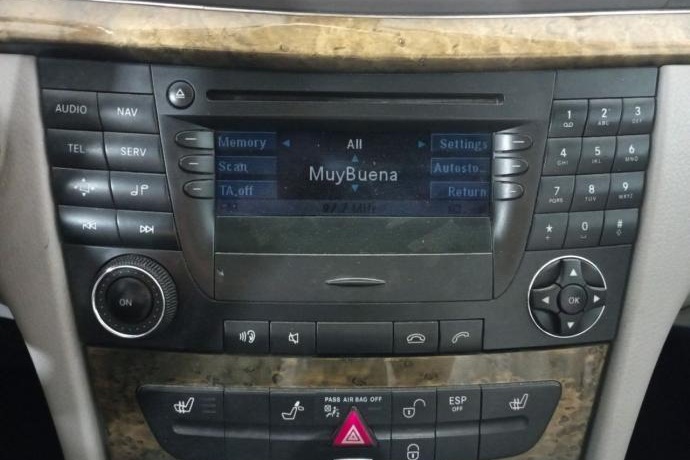 AUDIO NAV
TEL SERV
Memory All Settings
Scan MuyBuena Autosto...
TA off Return
1 2 ABC 3 DEF
4 GHI 5 JKL 6 MNO
7 PQRS 8 TUV 9 WXYZ
* 0 #
ON
OK
PASS AIR BAG OFF
ESP
OFF